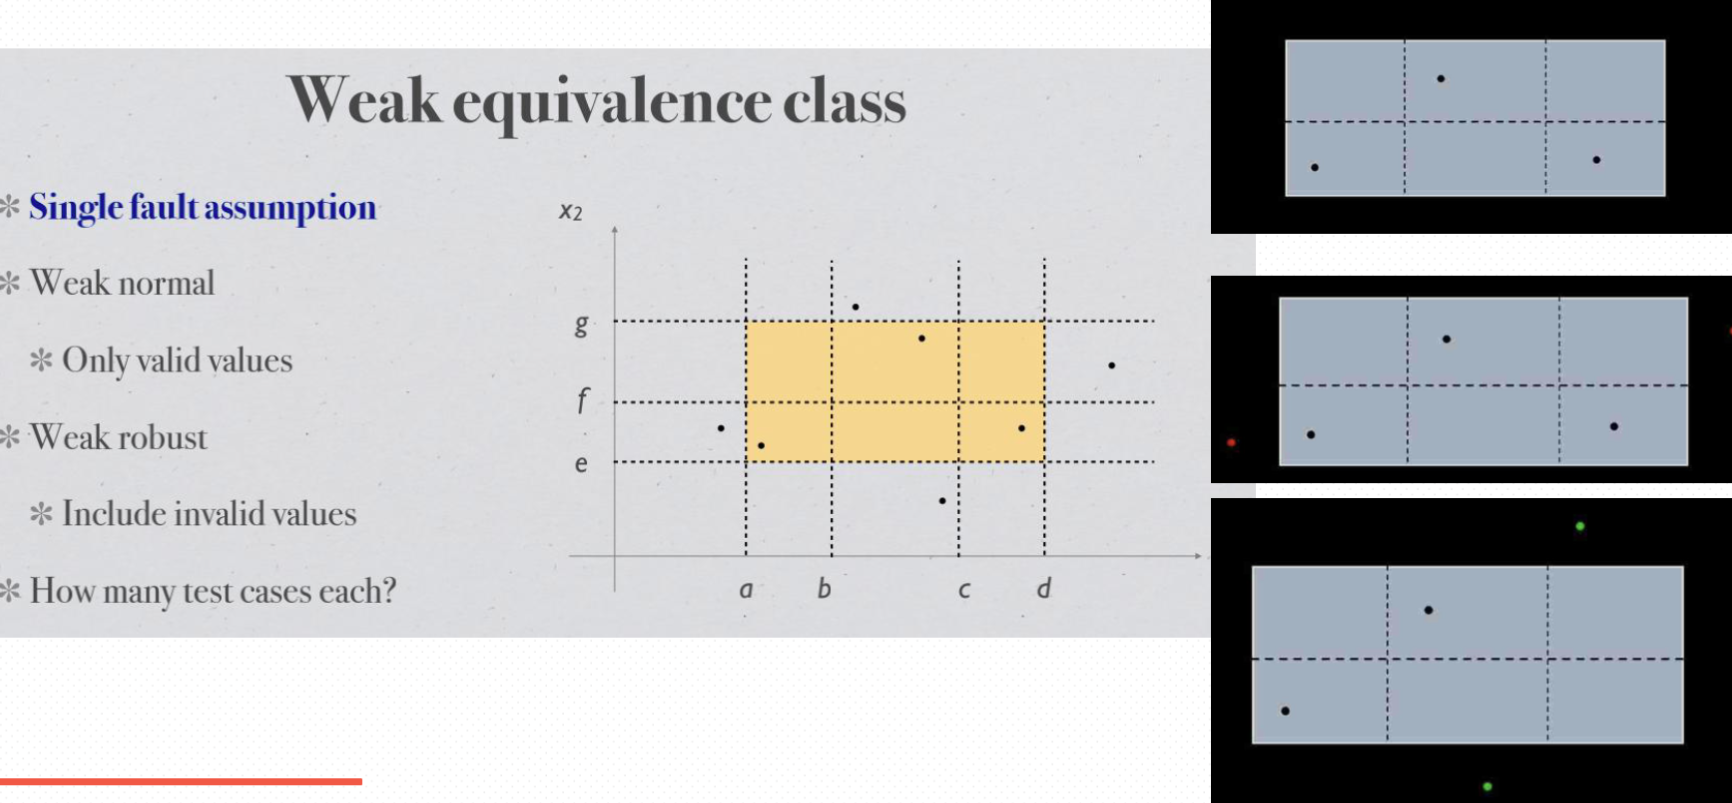 Weak equivalence class
* Single fault assumption
* Weak normal
* Only valid values
* Weak robust
* Include invalid values
* How many test cases each?
x2
g
f
e
a b c d